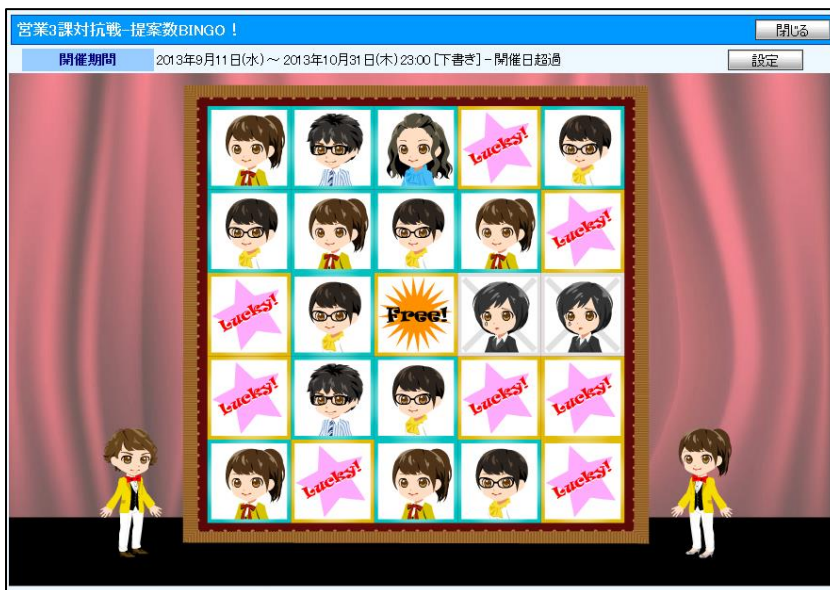 営業3課対抗戦-提案数BINGO!
閉じる
開催期間
2013年9月11日(水)～ 2013年10月31日(木) 23:00 [下書き] - 開催日超過
設定
Lucky!
Lucky!
Lucky!
Free!
Lucky!
Lucky!
Lucky!
Lucky!
Lucky!